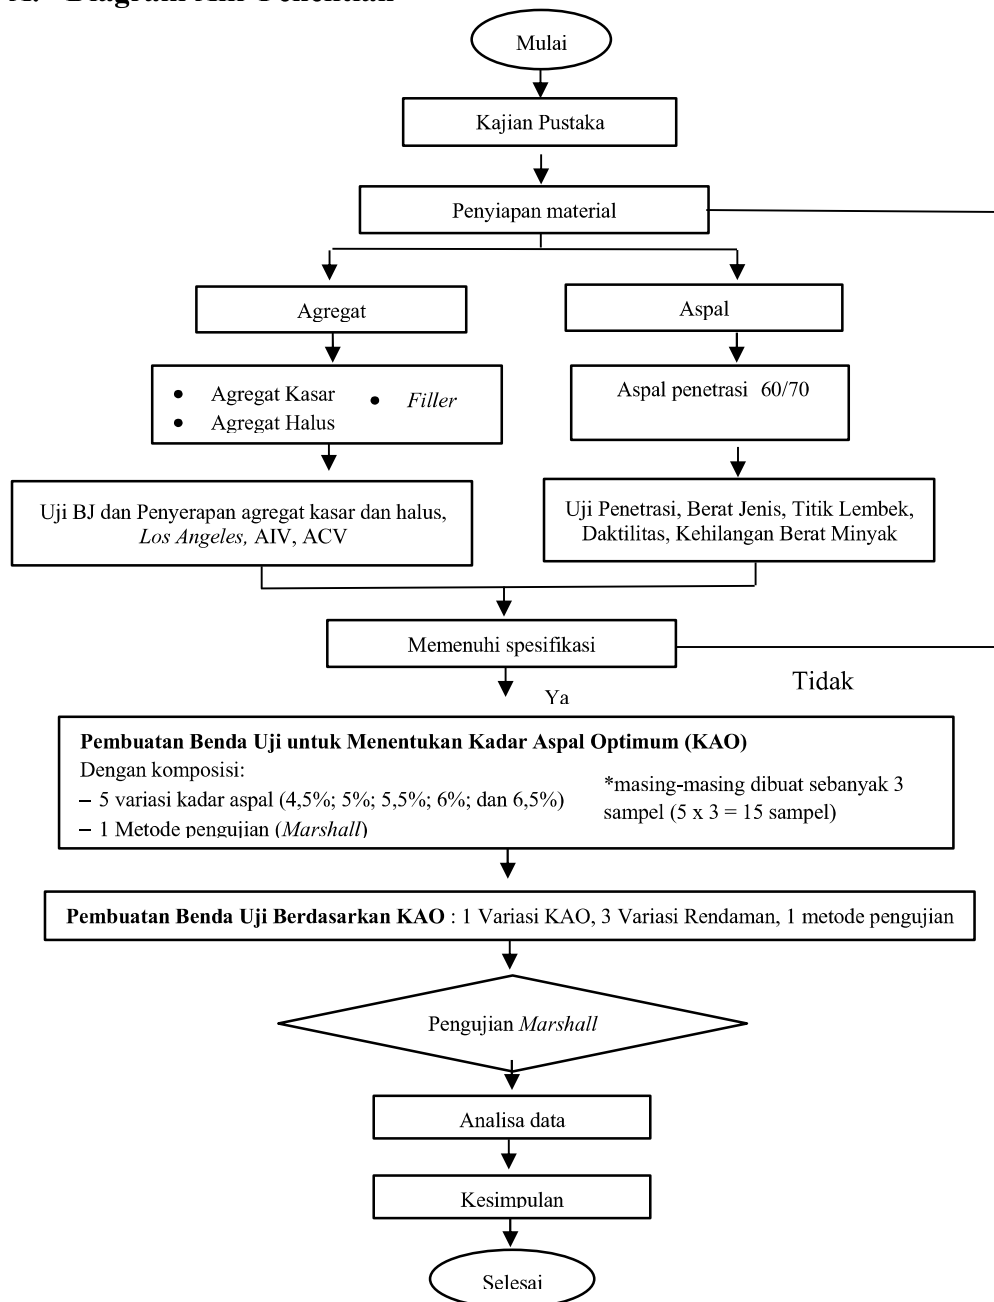 A. Diagram Alir Penelitian
Mulai
Kajian Pustaka
Penyiapan material
Agregat
Aspal
• Agregat Kasar
• Agregat Halus
• Filler
Aspal penetrasi 60/70
Uji BJ dan Penyerapan agregat kasar dan halus,
Los Angeles, AIV, ACV
Uji Penetrasi, Berat Jenis, Titik Lembek,
Daktilitas, Kehilangan Berat Minyak
Memenuhi spesifikasi
Tidak
Ya
Pembuatan Benda Uji untuk Menentukan Kadar Aspal Optimum (KAO)
Dengan komposisi:
– 5 variasi kadar aspal (4,5%; 5%; 5,5%; 6%; dan 6,5%)
– 1 Metode pengujian (Marshall)
*masing-masing dibuat sebanyak 3
sampel (5 x 3 = 15 sampel)
Pembuatan Benda Uji Berdasarkan KAO : 1 Variasi KAO, 3 Variasi Rendaman, 1 metode pengujian
Pengujian Marshall
Analisa data
Kesimpulan
Selesai